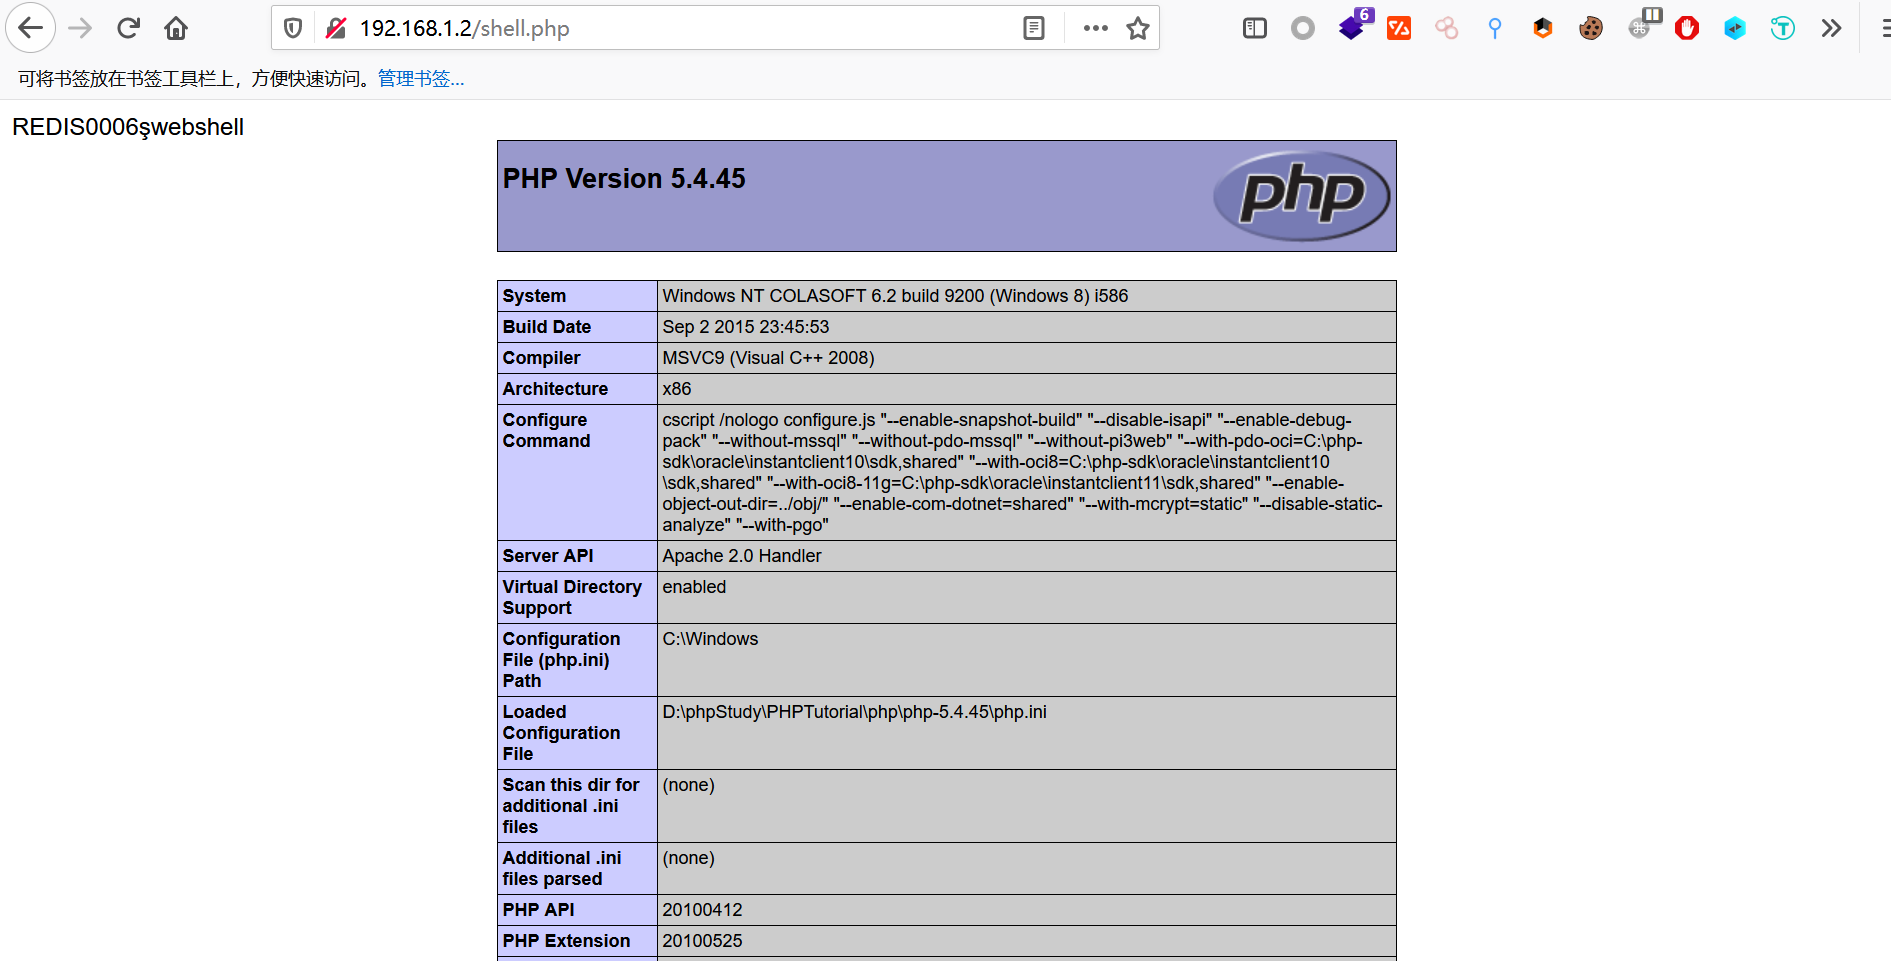 192.168.1.2/shell.php
6
可将书签放在书签工具栏上，方便快速访问。管理书签...
REDIS0006şwebshell
PHP Version 5.4.45
php
System
Windows NT COLASOFT 6.2 build 9200 (Windows 8) i586
Build Date
Sep 2 2015 23:45:53
Compiler
MSVC9 (Visual C++ 2008)
Architecture
x86
Configure
Command
cscript /nologo configure.js "--enable-snapshot-build" "--disable-isapi" "--enable-debug-
pack" "--without-mssql" "--without-pdo-mssql" "--without-pi3web" "--with-pdo-oci=C:\php-
sdk\oracle\instantclient10\sdk,shared" "--with-oci8=C:\php-sdk\oracle\instantclient10
\sdk,shared" "--with-oci8-11g=C:\php-sdk\oracle\instantclient11\sdk,shared" "--enable-
object-out-dir=../obj/" "--enable-com-dotnet=shared" "--with-mcrypt=static" "--disable-static-
analyze" "--with-pgo"
Server API
Apache 2.0 Handler
Virtual Directory
Support
enabled
Configuration
File (php.ini)
Path
C:\Windows
Loaded
Configuration
File
D:\phpStudy\PHPTutorial\php\php-5.4.45\php.ini
Scan this dir for
additional .ini
files
(none)
Additional .ini
files parsed
(none)
PHP API
20100412
PHP Extension
20100525